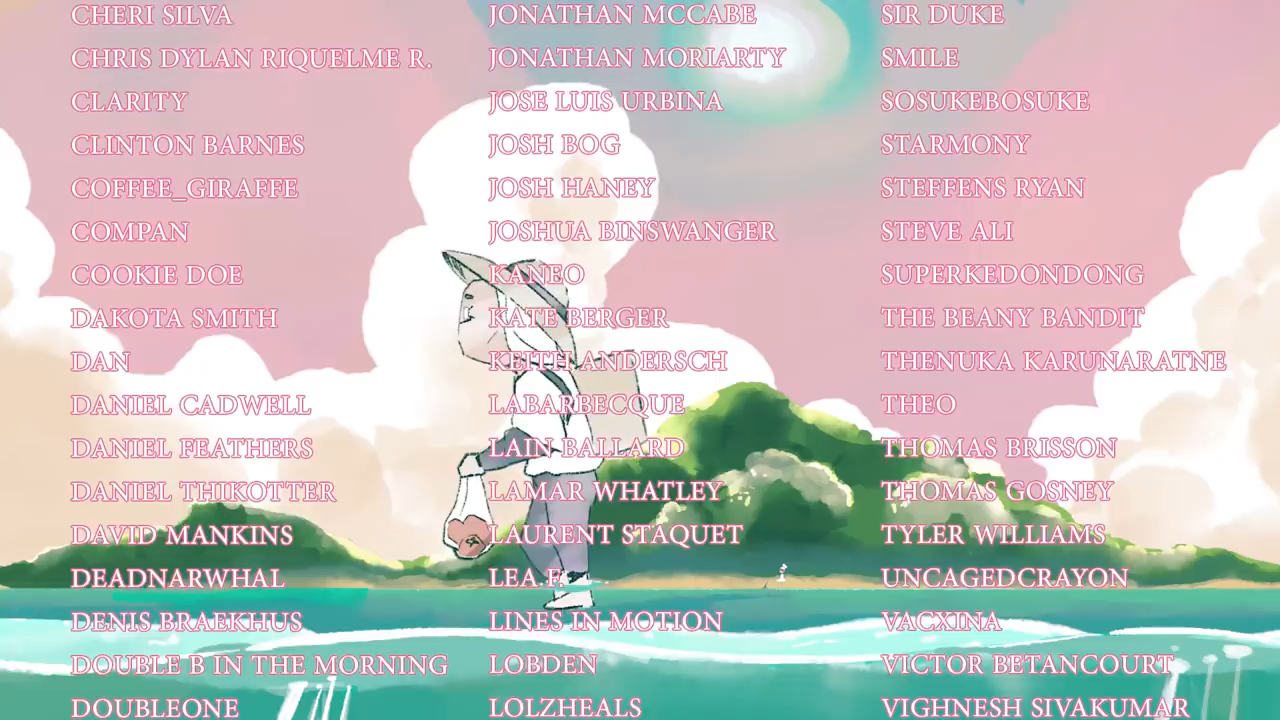 CHERI SILVA
CHRIS DYLAN RIQUELME R.
CLARITY
CLINTON BARNES
COFFEE_GIRAFFE
COMPAN
COOKIE DOE
DAKOTA SMITH
DAN
DANIEL CADWELL
DANIEL FEATHERS
DANIEL THIKOTTER
DAVID MANKINS
DEADNARWHAL
DENIS BRAEKHUS
DOUBLE B IN THE MORNING
DOUBLEONE
JONATHAN MCCABE
JONATHAN MORIARTY
JOSE LUIS URBINA
JOSH BOG
JOSH HANEY
JOSHUA BINSWANGER
KANEO
KATE BERGER
KEITH ANDERSCH
LABARBECQUE
LAIN BALLARD
LAMAR WHATLEY
LAURENT STAQUET
LEA F.
LINES IN MOTION
LOBDEN
LOLZHEALS
SIR DUKE
SMILE
SOSUKEBOSUKE
STARMONY
STEFFENS RYAN
STEVE ALI
SUPERKEDONDONG
THE BEANY BANDIT
THENUKA KARUNARATNE
THEO
THOMAS BRISSON
THOMAS GOSNEY
TYLER WILLIAMS
UNCAGEDCRAYON
VACXINA
VICTOR BETANCOURT
VIGHNESH SIVAKUMAR